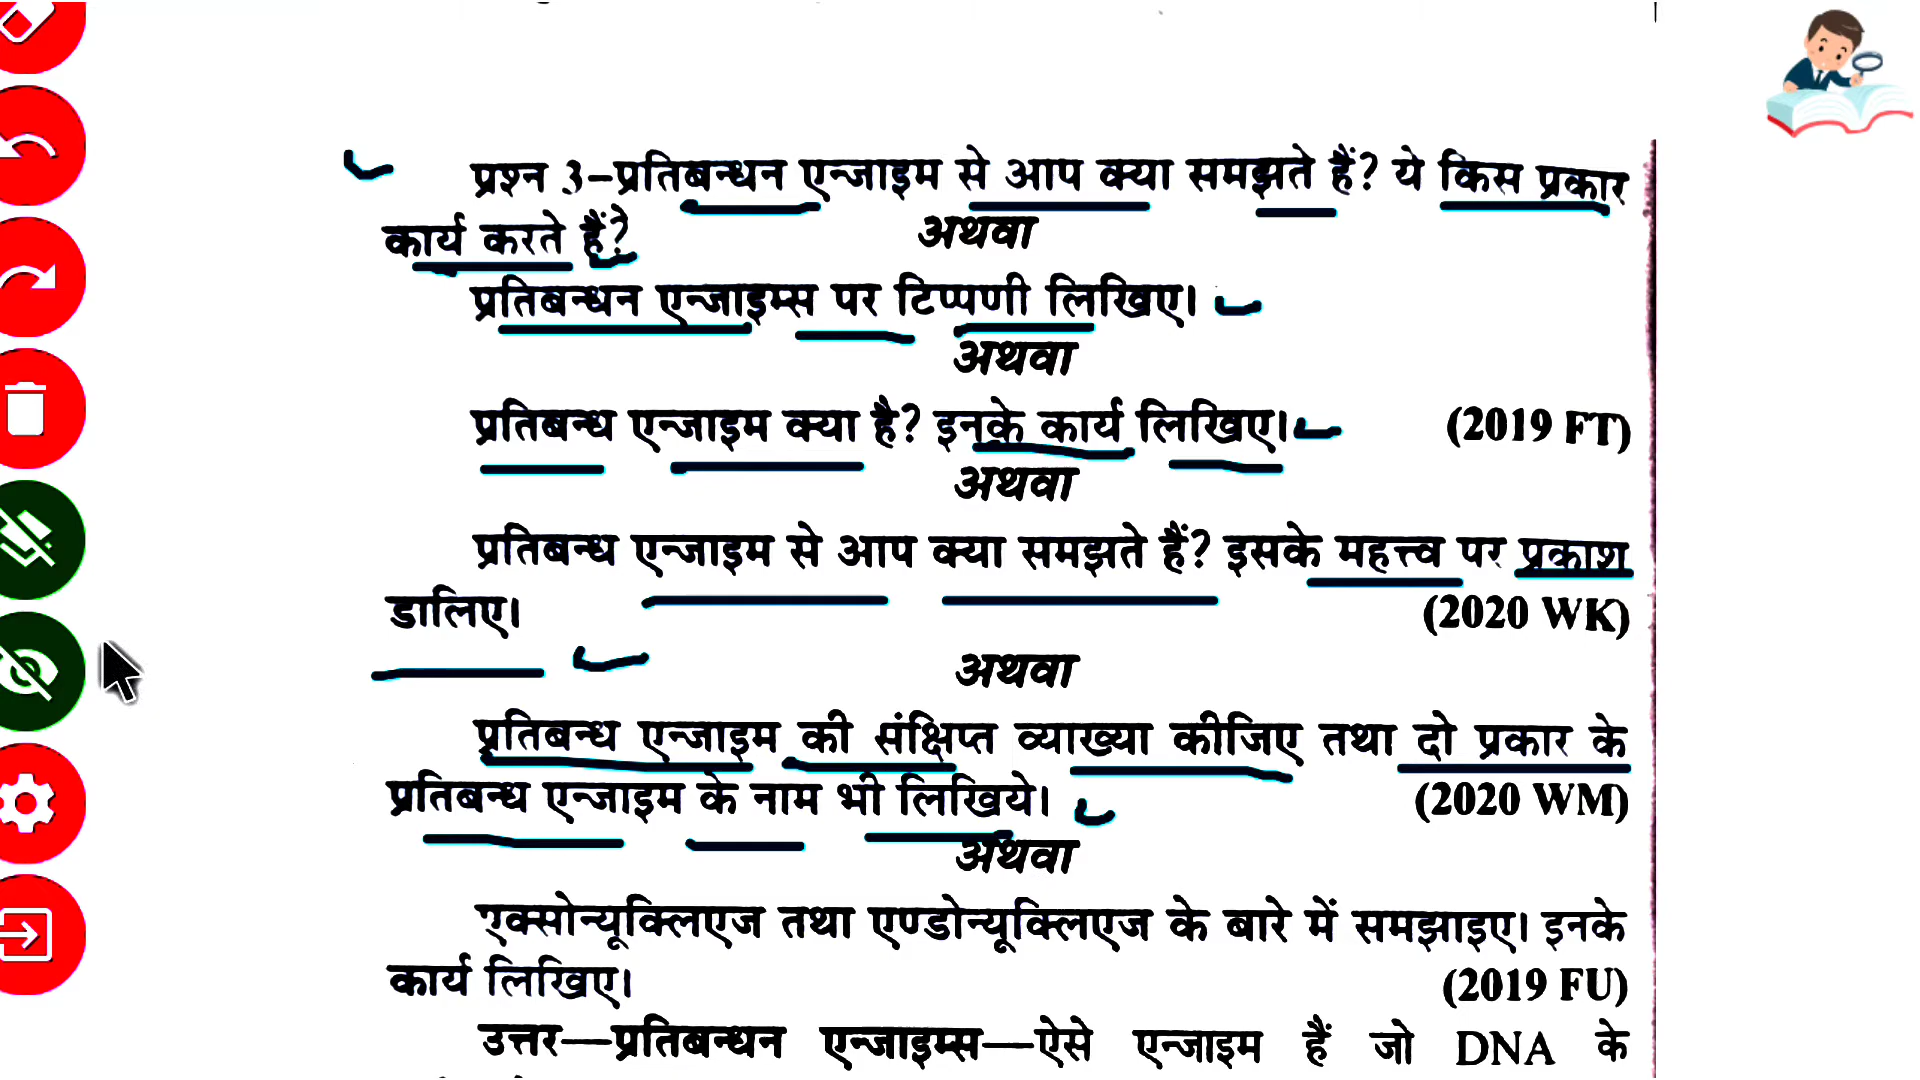 प्रश्न 3–प्रतिबन्धन एन्जाइम से आप क्या समझते हैं? ये किस प्रकार
कार्य करते हैं?
अथवा
प्रतिबन्धन एन्जाइम्स पर टिप्पणी लिखिए।
अथवा
प्रतिबन्ध एन्जाइम क्या है? इनके कार्य लिखिए। (2019 FT)
अथवा
प्रतिबन्ध एन्जाइम से आप क्या समझते हैं? इसके महत्त्व पर प्रकाश
डालिए। (2020 WK)
अथवा
प्रतिबन्ध एन्जाइम की संक्षिप्त व्याख्या कीजिए तथा दो प्रकार के
प्रतिबन्ध एन्जाइम के नाम भी लिखिये। (2020 WM)
अथवा
एक्सोन्यूक्लिएज तथा एण्डोन्यूक्लिएज के बारे में समझाइए। इनके
कार्य लिखिए। (2019 FU)
उत्तर—प्रतिबन्धन एन्जाइम्स—ऐसे एन्जाइम हैं जो DNA के